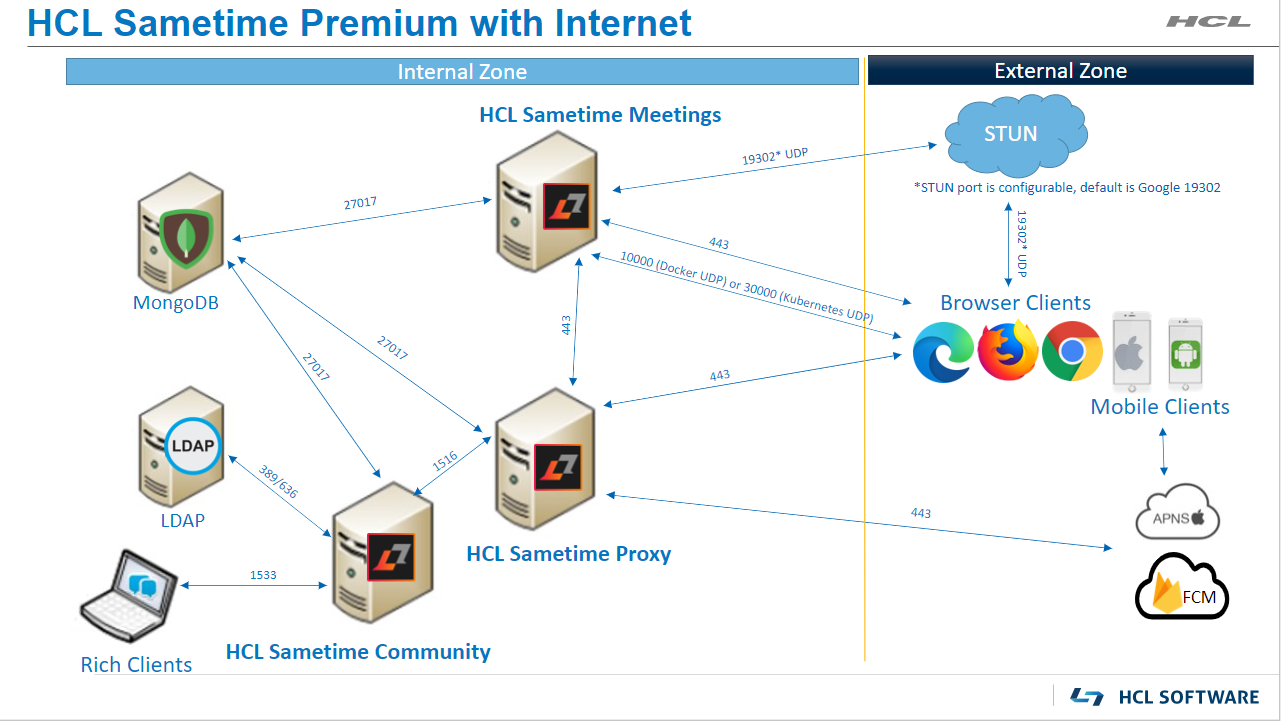 HCL Sametime Premium with Internet
HCL
Internal Zone
External Zone
HCL Sametime Meetings
STUN
19302* UDP
*STUN port is configurable, default is Google 19302
27017
19302* UDP
443
10000 (Docker UDP) or 30000 (Kubernetes UDP)
MongoDB
Browser Clients
443
27017
27017
443
Mobile Clients
LDAP
1516
389/636
443
APNS
LDAP
HCL Sametime Proxy
1533
FCM
HCL Sametime Community
Rich Clients
HCL SOFTWARE